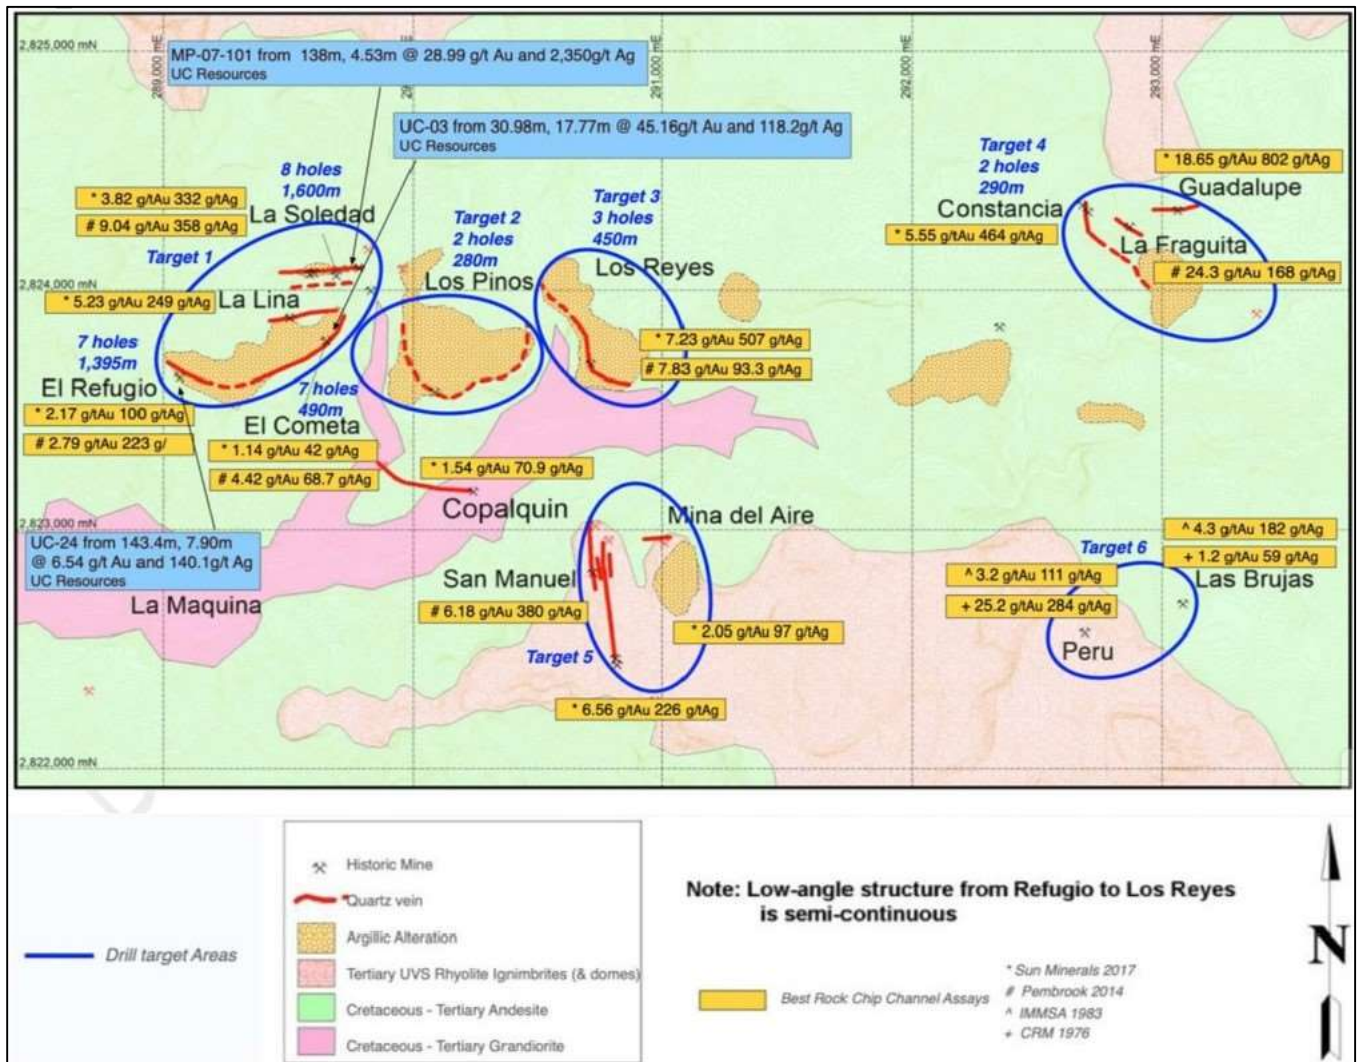 2,825,000 mN
289,000 mE
291,000 mE
292,000 mE
293,000 mE
MP-07-101 from 138m, 4.53m @ 28.99 g/t Au and 2,350g/t Ag
UC Resources
UC-03 from 30.98m, 17.77m @ 45.16g/t Au and 118.2g/t Ag
UC Resources
8 holes
1,600m
* 3.82 g/tAu 332 g/tAg
# 9.04 g/tAu 358 g/tAg
La Soledad
Target 1
* 5.23 g/tAu 249 g/tAg
La Lina
7 holes
1,395m
El Refugio
* 2.17 g/tAu 100 g/tAg
# 2.79 g/tAu 223 g/
Target 2
2 holes
280m
Los Pinos
Target 3
3 holes
450m
Los Reyes
* 7.23 g/tAu 507 g/tAg
# 7.83 g/tAu 93.3 g/tAg
Target 4
2 holes
290m
Constancia
* 5.55 g/tAu 464 g/tAg
* 18.65 g/tAu 802 g/tAg
Guadalupe
La Fraguita
# 24.3 g/tAu 168 g/tAg
2,824,000 mN
7 holes
490m
El Cometa
* 1.14 g/tAu 42 g/tAg
# 4.42 g/tAu 68.7 g/tAg
* 1.54 g/tAu 70.9 g/tAg
Copalquin
2,823,000 mN
UC-24 from 143.4m, 7.90m
@ 6.54 g/t Au and 140.1g/t Ag
UC Resources
La Maquina
Mina del Aire
San Manuel
# 6.18 g/tAu 380 g/tAg
* 2.05 g/tAu 97 g/tAg
Target 5
* 6.56 g/tAu 226 g/tAg
^ 4.3 g/tAu 182 g/tAg
+ 1.2 g/tAu 59 g/tAg
Target 6
Las Brujas
^ 3.2 g/tAu 111 g/tAg
+ 25.2 g/tAu 284 g/tAg
Peru
2,822,000 mN
Drill target Areas
Historic Mine
Quartz vein
Argillic Alteration
Tertiary UVS Rhyolite Ignimbrites (& domes)
Cretaceous - Tertiary Andesite
Cretaceous - Tertiary Grandiorite
Note: Low-angle structure from Refugio to Los Reyes
is semi-continuous
Best Rock Chip Channel Assays
* Sun Minerals 2017
# Pembrook 2014
^ IMMSA 1983
+ CRM 1976
N